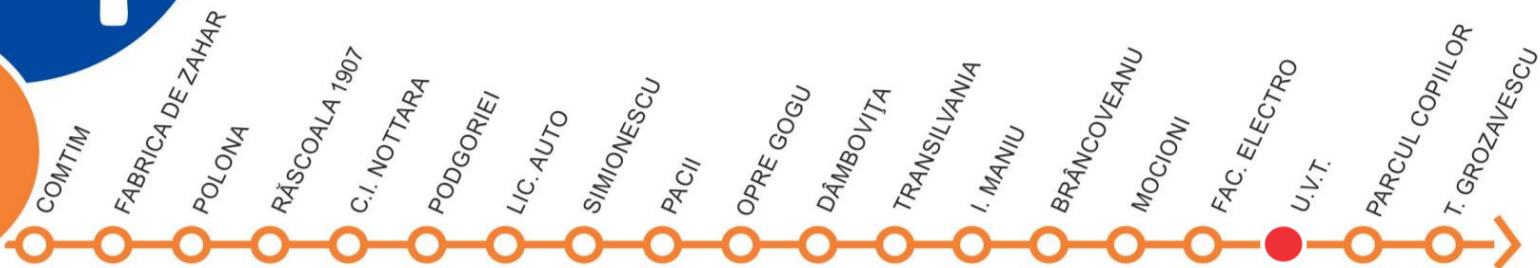 COMTIM
FABRICA DE ZAHAR
POLONA
RĂSCOALA 1907
C.I. NOTTARA
PODGORIEI
LIC. AUTO
SIMIONESCU
PACII
OPRE GOGU
DÂMBOVIŢA
TRANSILVANIA
I. MANIU
BRÂNCOVEANU
MOCIONI
FAC. ELECTRO
U.V.T.
PARCUL COPIILOR
T. GROZAVESCU